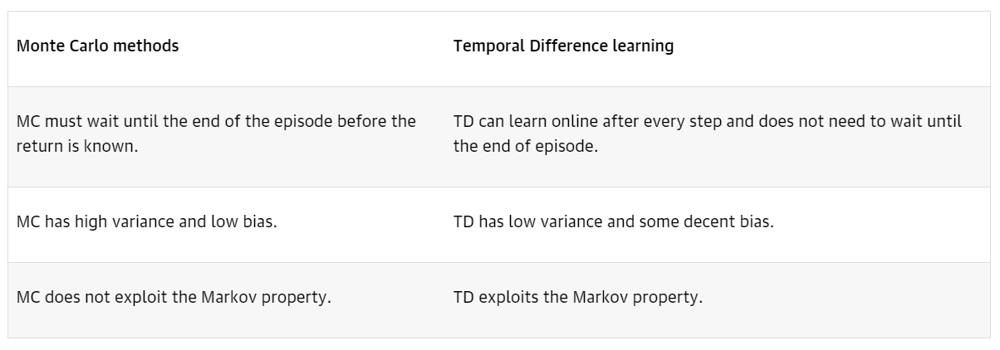 Monte Carlo methods
Temporal Difference learning
MC must wait until the end of the episode before the
return is known.
TD can learn online after every step and does not need to wait until
the end of episode.
MC has high variance and low bias.
TD has low variance and some decent bias.
MC does not exploit the Markov property.
TD exploits the Markov property.